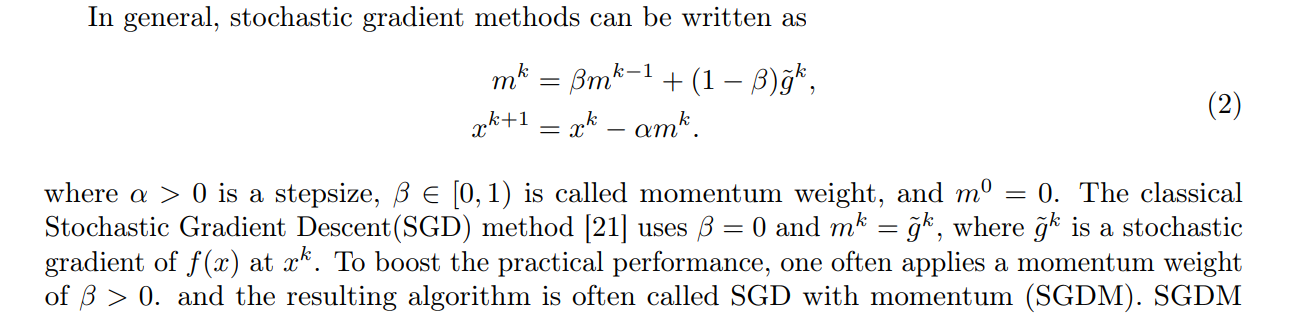 In general, stochastic gradient methods can be written as
m^k = βm^{k−1} + (1 − β)g̃^k,
(2)
x^{k+1} = x^k − αm^k.
where α > 0 is a stepsize, β ∈ [0, 1) is called momentum weight, and m^0 = 0. The classical
Stochastic Gradient Descent(SGD) method [21] uses β = 0 and m^k = g̃^k, where g̃^k is a stochastic
gradient of f(x) at x^k. To boost the practical performance, one often applies a momentum weight
of β > 0. and the resulting algorithm is often called SGD with momentum (SGDM). SGDM